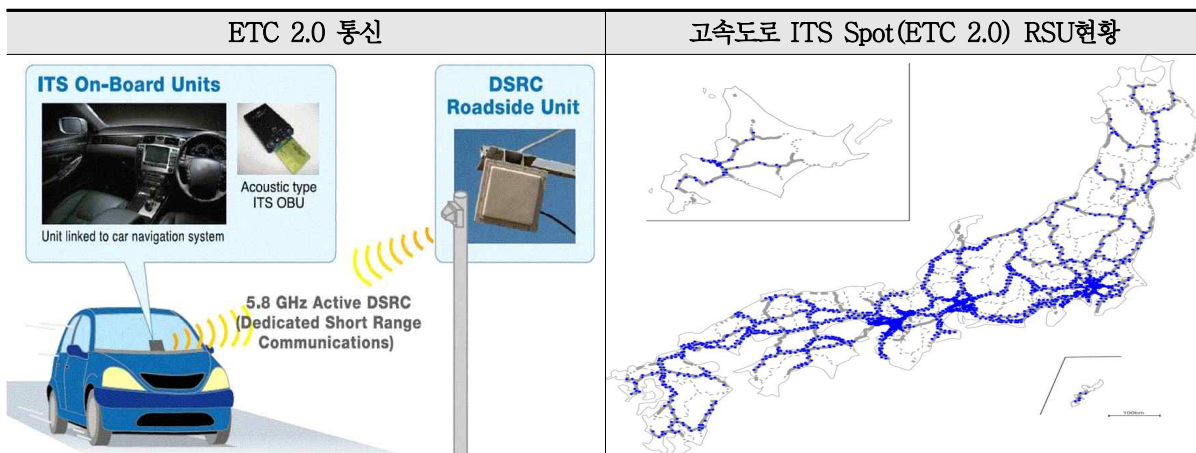 ETC 2.0 통신
고속도로 ITS Spot(ETC 2.0) RSU현황
ITS On-Board Units
Acoustic type
ITS OBU
Unit linked to car navigation system
DSRC
Roadside Unit
5.8 GHz Active DSRC
(Dedicated Short Range
Communications)
100km